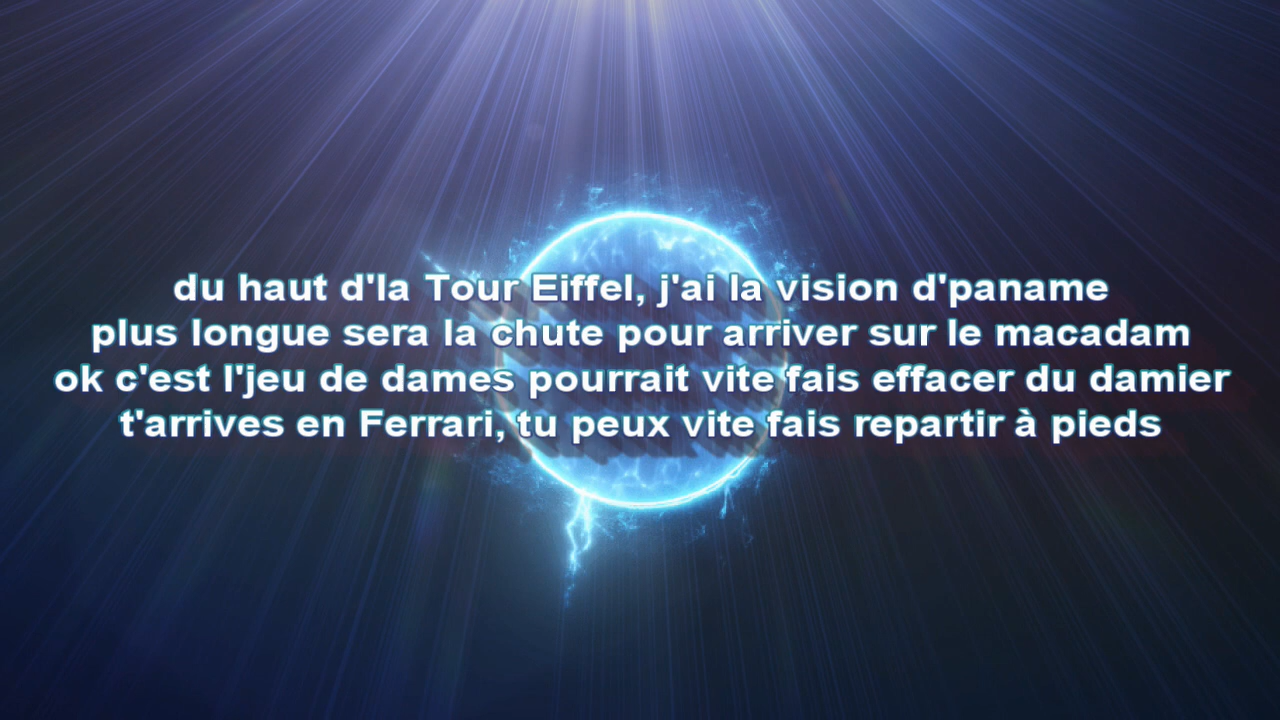 du haut d'la Tour Eiffel, j'ai la vision d'paname
plus longue sera la chute pour arriver sur le macadam
ok c'est l'jeu de dames pourrait vite fais effacer du damier
t'arrives en Ferrari, tu peux vite fais repartir à pieds